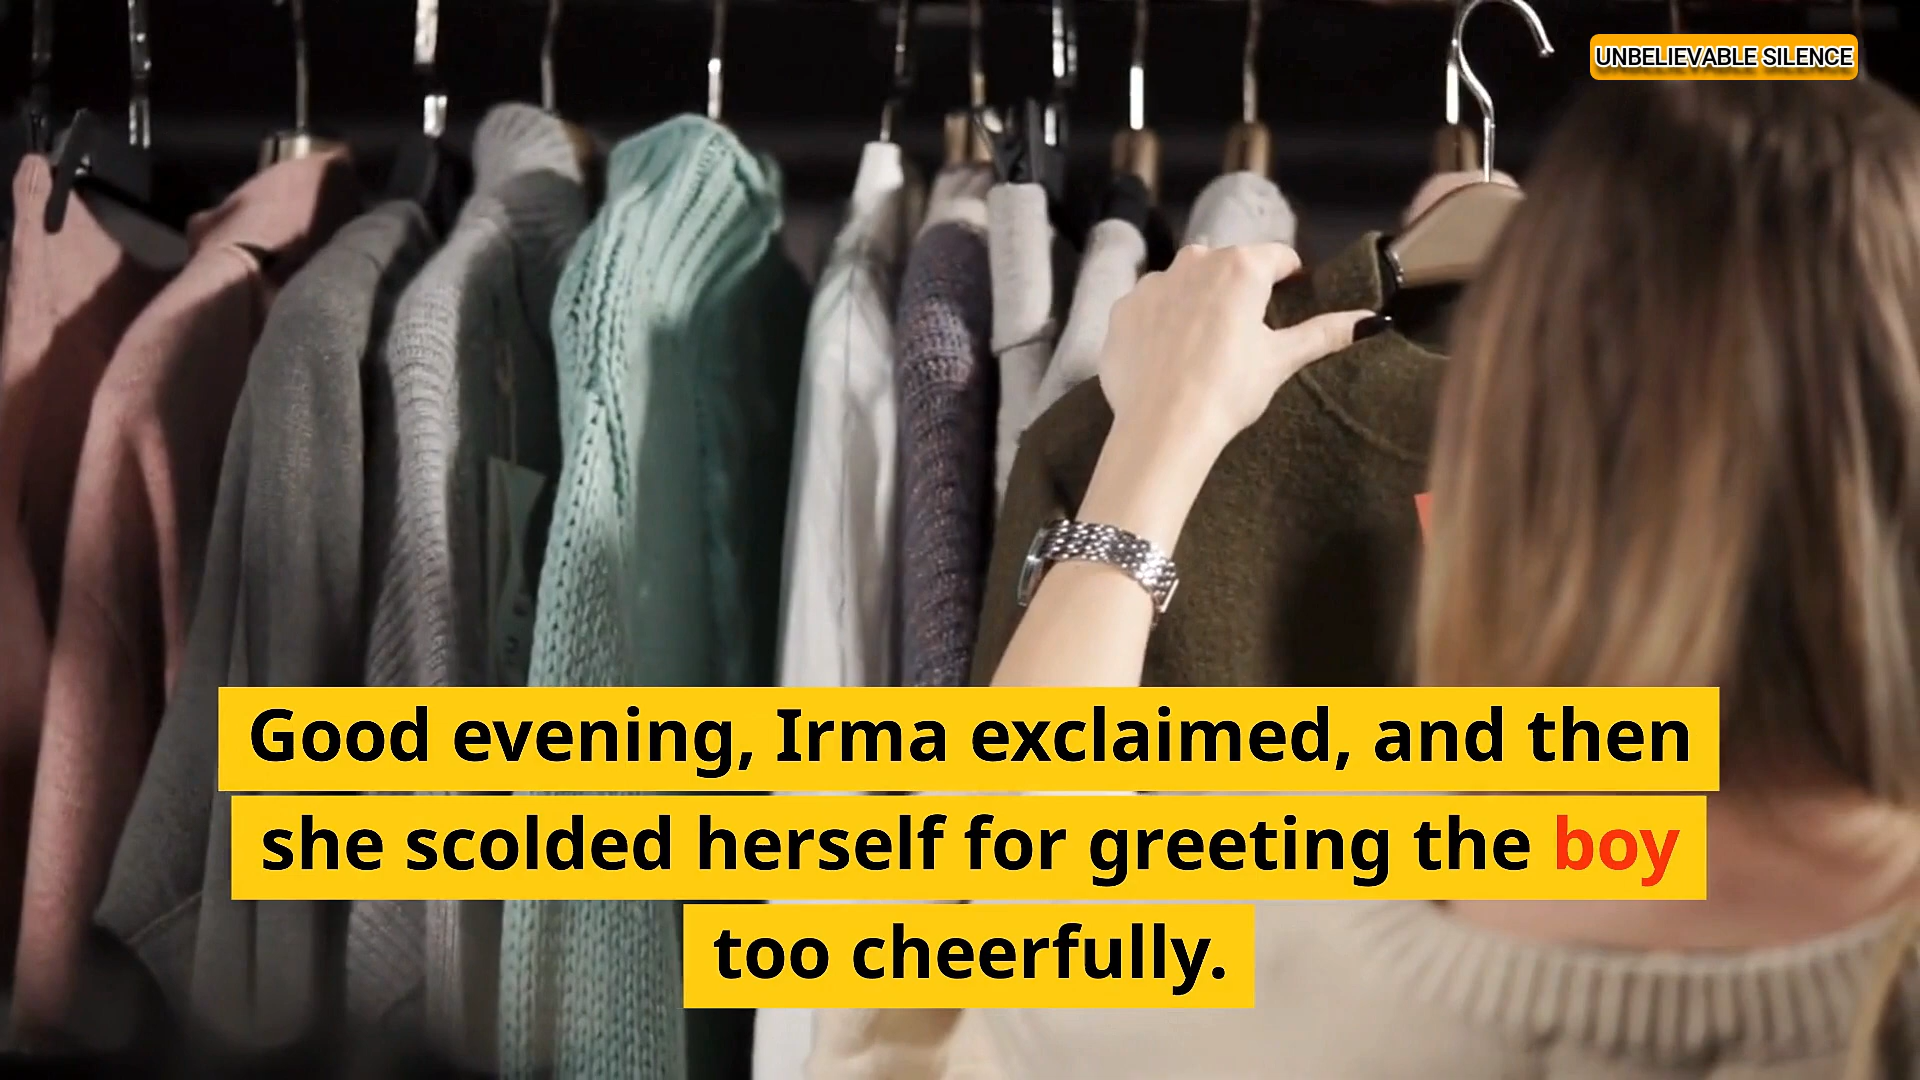 UNBELIEVABLE SILENCE
Good evening, Irma exclaimed, and then
she scolded herself for greeting the boy
too cheerfully.